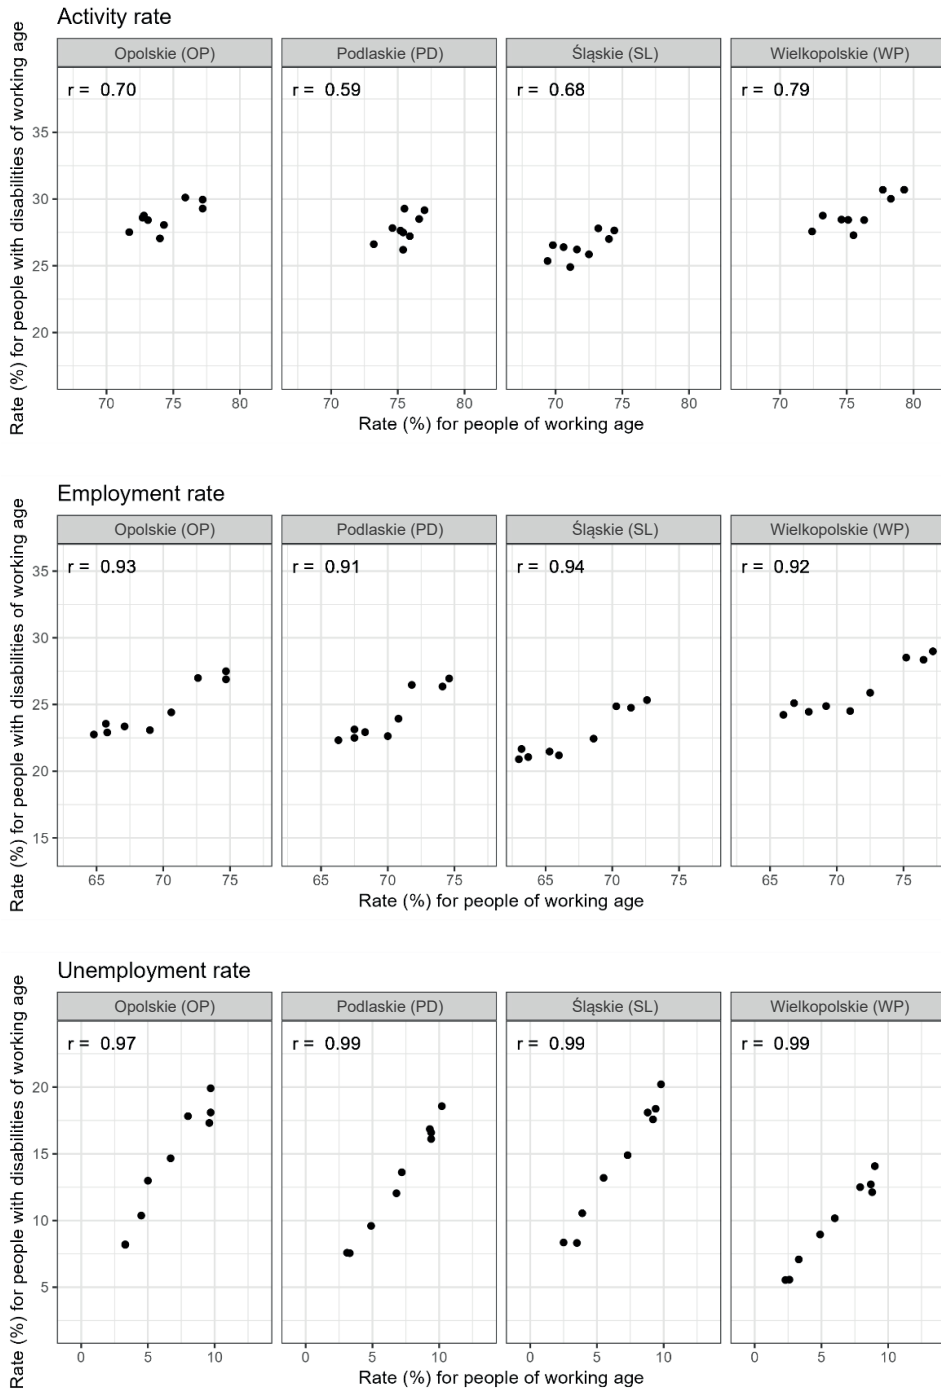 Activity rate
Opolskie (OP) Podlaskie (PD) Śląskie (SL) Wielkopolskie (WP)
r = 0.70 r = 0.59 r = 0.68 r = 0.79
Rate (%) for people with disabilities of working age
35
30
25
20
70 75 80 70 75 80 70 75 80 70 75 80
Rate (%) for people of working age
Employment rate
Opolskie (OP) Podlaskie (PD) Śląskie (SL) Wielkopolskie (WP)
r = 0.93 r = 0.91 r = 0.94 r = 0.92
Rate (%) for people with disabilities of working age
35
30
25
20
15
65 70 75 65 70 75 65 70 75 65 70 75
Rate (%) for people of working age
Unemployment rate
Opolskie (OP) Podlaskie (PD) Śląskie (SL) Wielkopolskie (WP)
r = 0.97 r = 0.99 r = 0.99 r = 0.99
Rate (%) for people with disabilities of working age
20
15
10
5
0 5 10 0 5 10 0 5 10 0 5 10
Rate (%) for people of working age